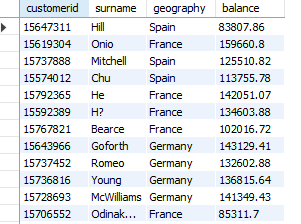 customerid surname geography balance
15647311 Hill Spain 83807.86
15619304 Onio France 159660.8
15737888 Mitchell Spain 125510.82
15574012 Chu Spain 113755.78
15792365 He France 142051.07
15592389 H? France 134603.88
15767821 Bearce France 102016.72
15643966 Goforth Germany 143129.41
15737452 Romeo Germany 132602.88
15736816 Young Germany 136815.64
15728693 McWilliams Germany 141349.43
15706552 Odinak... France 85311.7